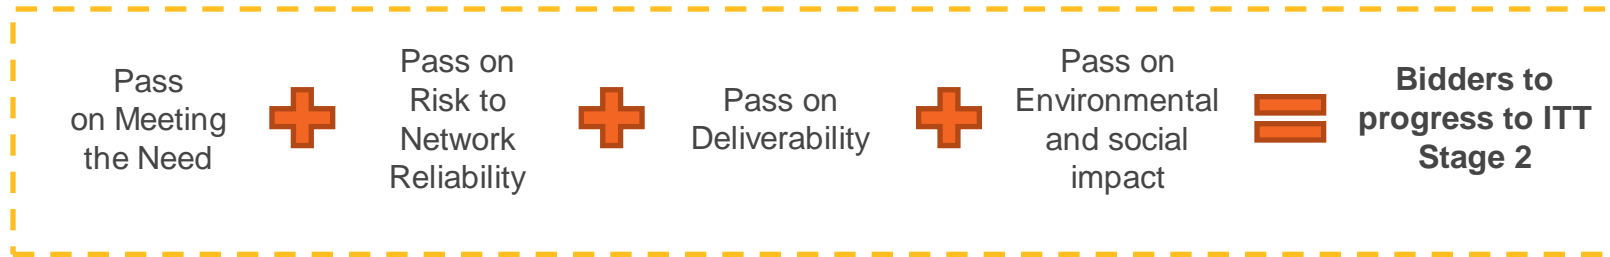 Pass
on Meeting
the Need
Pass on
Risk to
Network
Reliability
Pass on
Deliverability
Pass on
Environmental
and social
impact
Bidders to
progress to ITT
Stage 2